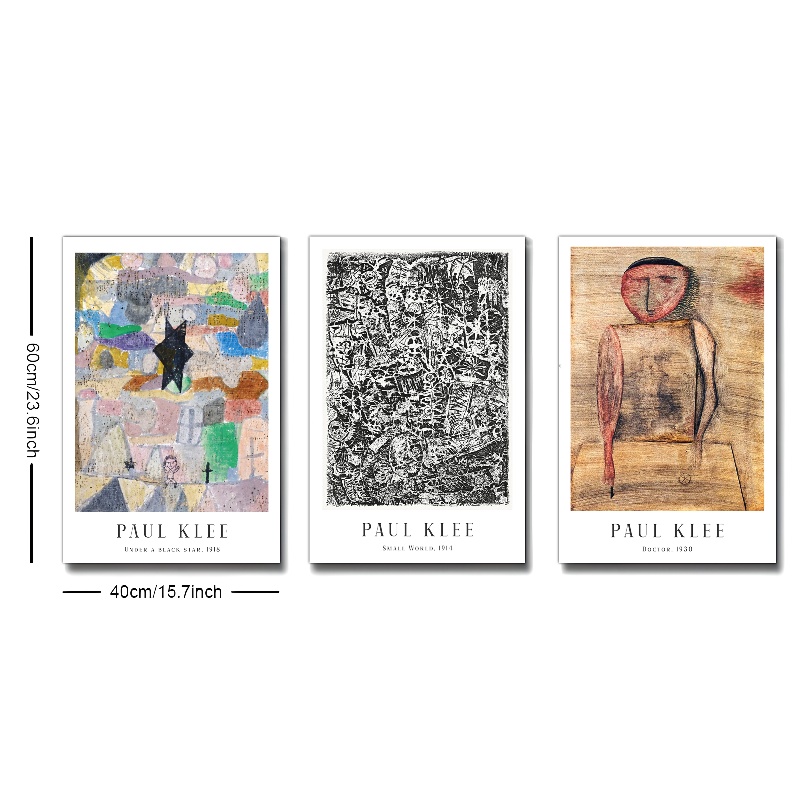 60cm/23.6inch
PAUL KLEE
UNDER A BLACK STAR, 1918
PAUL KLEE
SMALL WORLD, 1914
PAUL KLEE
DOCTOR, 1930
40cm/15.7inch